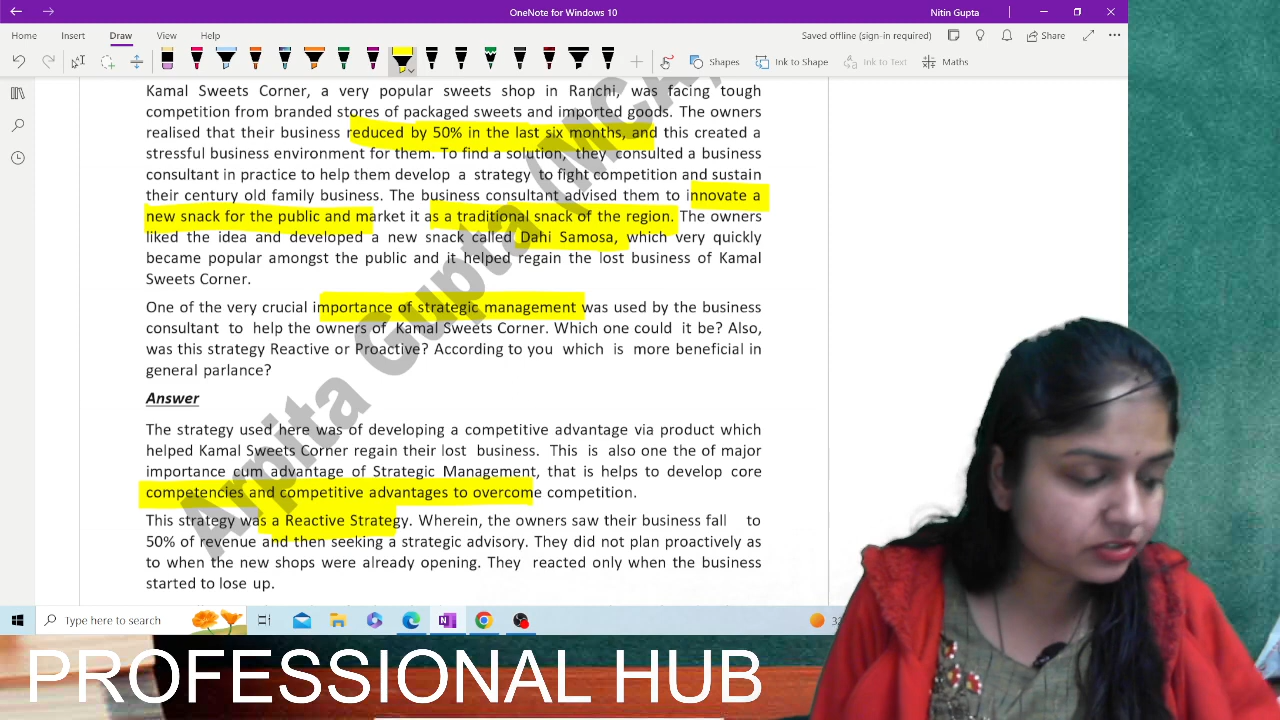 OneNote for Windows 10
Nitin Gupta
Home Insert Draw View Help
Saved offline (sign-in required)
Share
Shapes
Ink to Shape
Ink to Text
Maths
Kamal Sweets Corner, a very popular sweets shop in Ranchi, was facing tough
competition from branded stores of packaged sweets and imported goods. The owners
realised that their business reduced by 50% in the last six months, and this created a
stressful business environment for them. To find a solution, they consulted a business
consultant in practice to help them develop a strategy to fight competition and sustain
their century old family business. The business consultant advised them to innovate a
new snack for the public and market it as a traditional snack of the region. The owners
liked the idea and developed a new snack called Dahi Samosa, which very quickly
became popular amongst the public and it helped regain the lost business of Kamal
Sweets Corner.
One of the very crucial importance of strategic management was used by the business
consultant to help the owners of Kamal Sweets Corner. Which one could it be? Also,
was this strategy Reactive or Proactive? According to you which is more beneficial in
general parlance?
Answer
The strategy used here was of developing a competitive advantage via product which
helped Kamal Sweets Corner regain their lost business. This is also one the of major
importance cum advantage of Strategic Management, that is helps to develop core
competencies and competitive advantages to overcome competition.
This strategy was a Reactive Strategy. Wherein, the owners saw their business fall to
50% of revenue and then seeking a strategic advisory. They did not plan proactively as
to when the new shops were already opening. They reacted only when the business
started to lose up.
Arpita Gupta (MCA)
Type here to search
PROFESSIONAL HUB